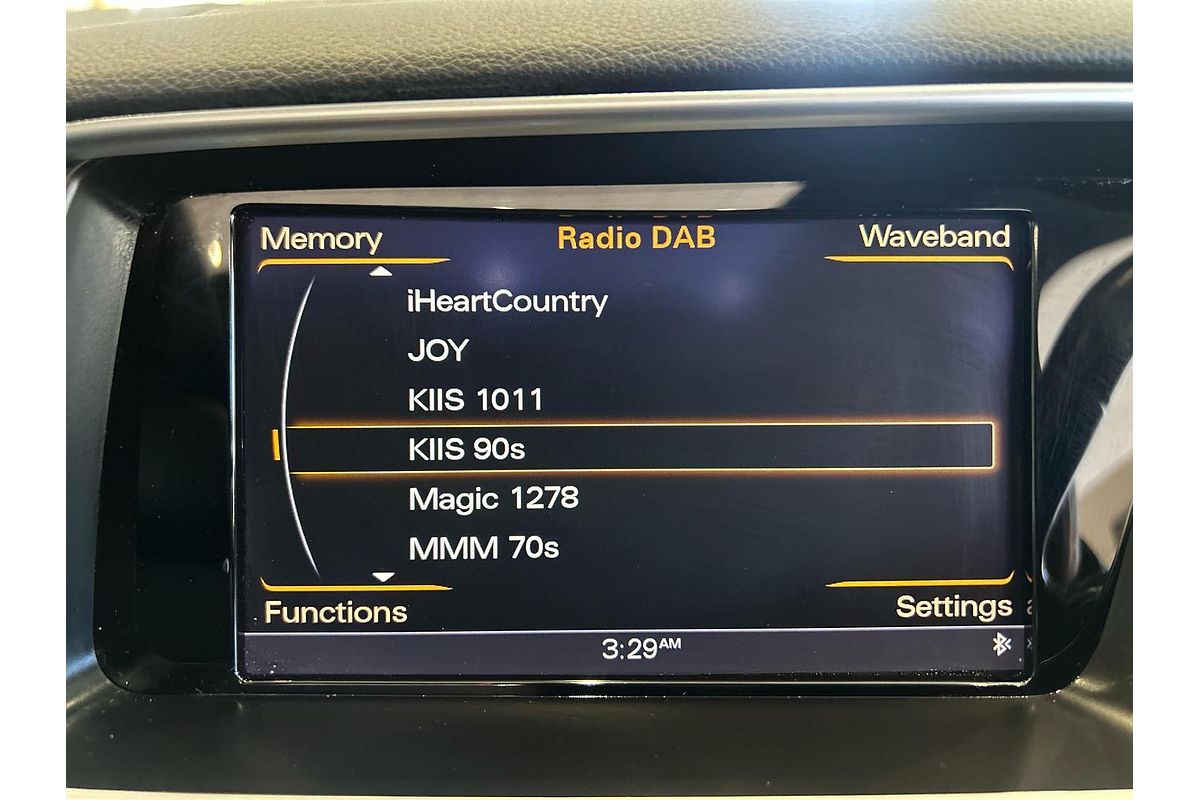 Memory Radio DAB Waveband
iHeartCountry
JOY
KIIS 1011
KIIS 90s
Magic 1278
MMM 70s
Functions Settings
3:29AM